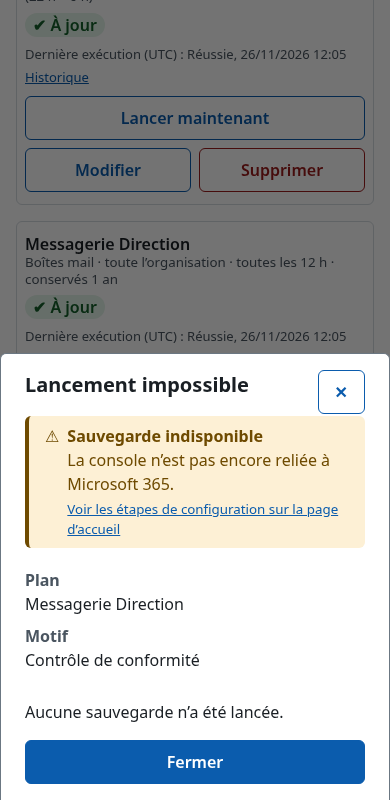 ✔ À jour
Dernière exécution (UTC) : Réussie, 26/11/2026 12:05
Historique
Lancer maintenant
Modifier
Supprimer
Messagerie Direction
Boîtes mail · toute l’organisation · toutes les 12 h ·
conservés 1 an
✔ À jour
Dernière exécution (UTC) : Réussie, 26/11/2026 12:05
Lancement impossible
×
⚠ Sauvegarde indisponible
La console n’est pas encore reliée à
Microsoft 365.
Voir les étapes de configuration sur la page
d’accueil
Plan
Messagerie Direction
Motif
Contrôle de conformité
Aucune sauvegarde n’a été lancée.
Fermer